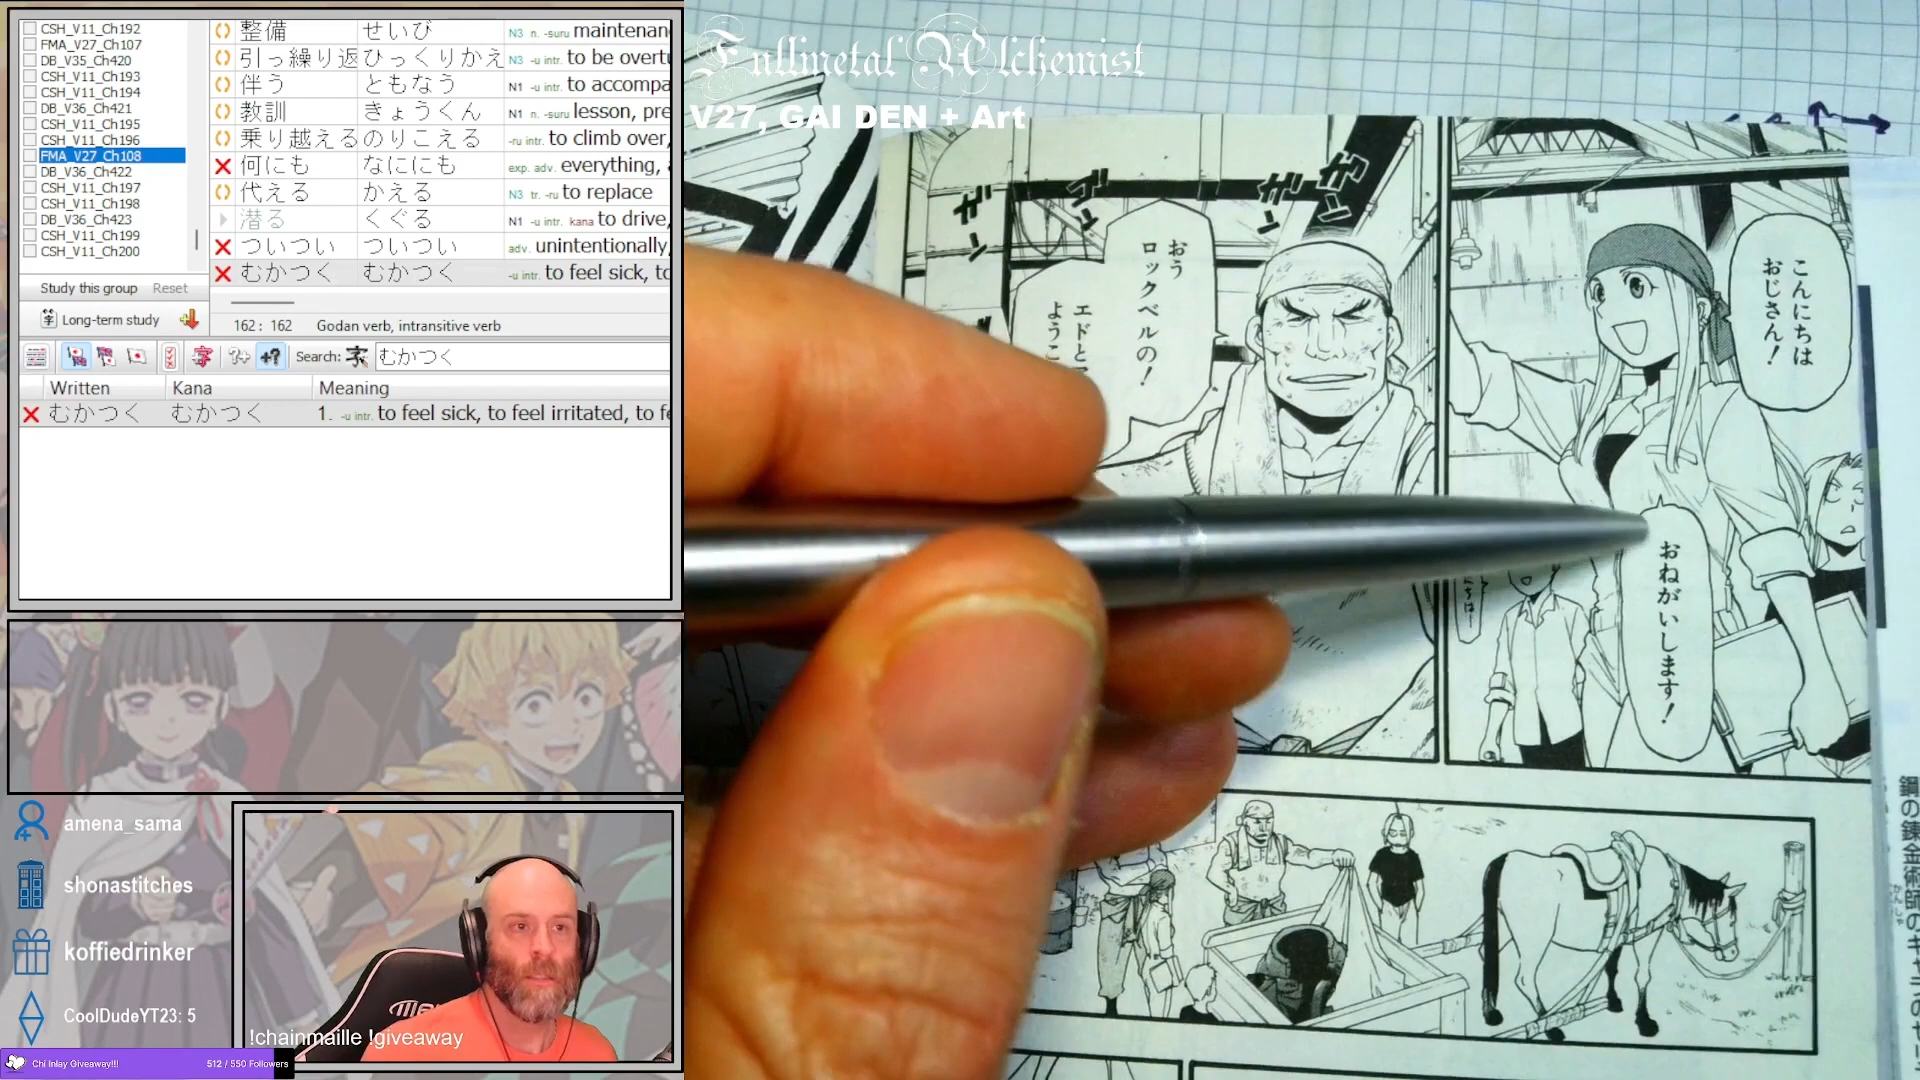 CSH_V11_Ch192
FMA_V27_Ch107
DB_V35_Ch420
CSH_V11_Ch193
CSH_V11_Ch194
DB_V36_Ch421
CSH_V11_Ch195
CSH_V11_Ch196
FMA_V27_Ch108
DB_V36_Ch422
CSH_V11_Ch197
CSH_V11_Ch198
DB_V36_Ch423
CSH_V11_Ch199
CSH_V11_Ch200
Study this group Reset
Long-term study
整備 せいび N3 n. -suru maintenan
引っ繰り返 ひっくりかえ N3 -u intr. to be overtu
伴う ともなう N1 -u intr. to accompa
教訓 きょうくん N1 n. -suru lesson, pre
乗り越える のりこえる -ru intr. to climb over,
何にも なににも exp. adv. everything,
代える かえる N3 tr. -ru to replace
潜る くぐる N1 -u intr. kana to drive,
ついつい ついつい adv. unintentionally,
むかつく むかつく -u intr. to feel sick, to
162: 162 Godan verb, intransitive verb
Search: 字 むかつく
Written Kana Meaning
むかつく むかつく 1. -u intr. to feel sick, to feel irritated, to fe
amena_sama
shonastitches
koffiedrinker
CoolDudeYT23: 5
Chi Inlay Giveaway!!! 512 / 550 Followers
!chainmaille !giveaway
Fullmetal Alchemist
V27, GAI DEN + Art
こんにちは
おじさん!
おねがいします!
おう
ロックベルの!
エドと
ようこ
鋼の錬金術師の